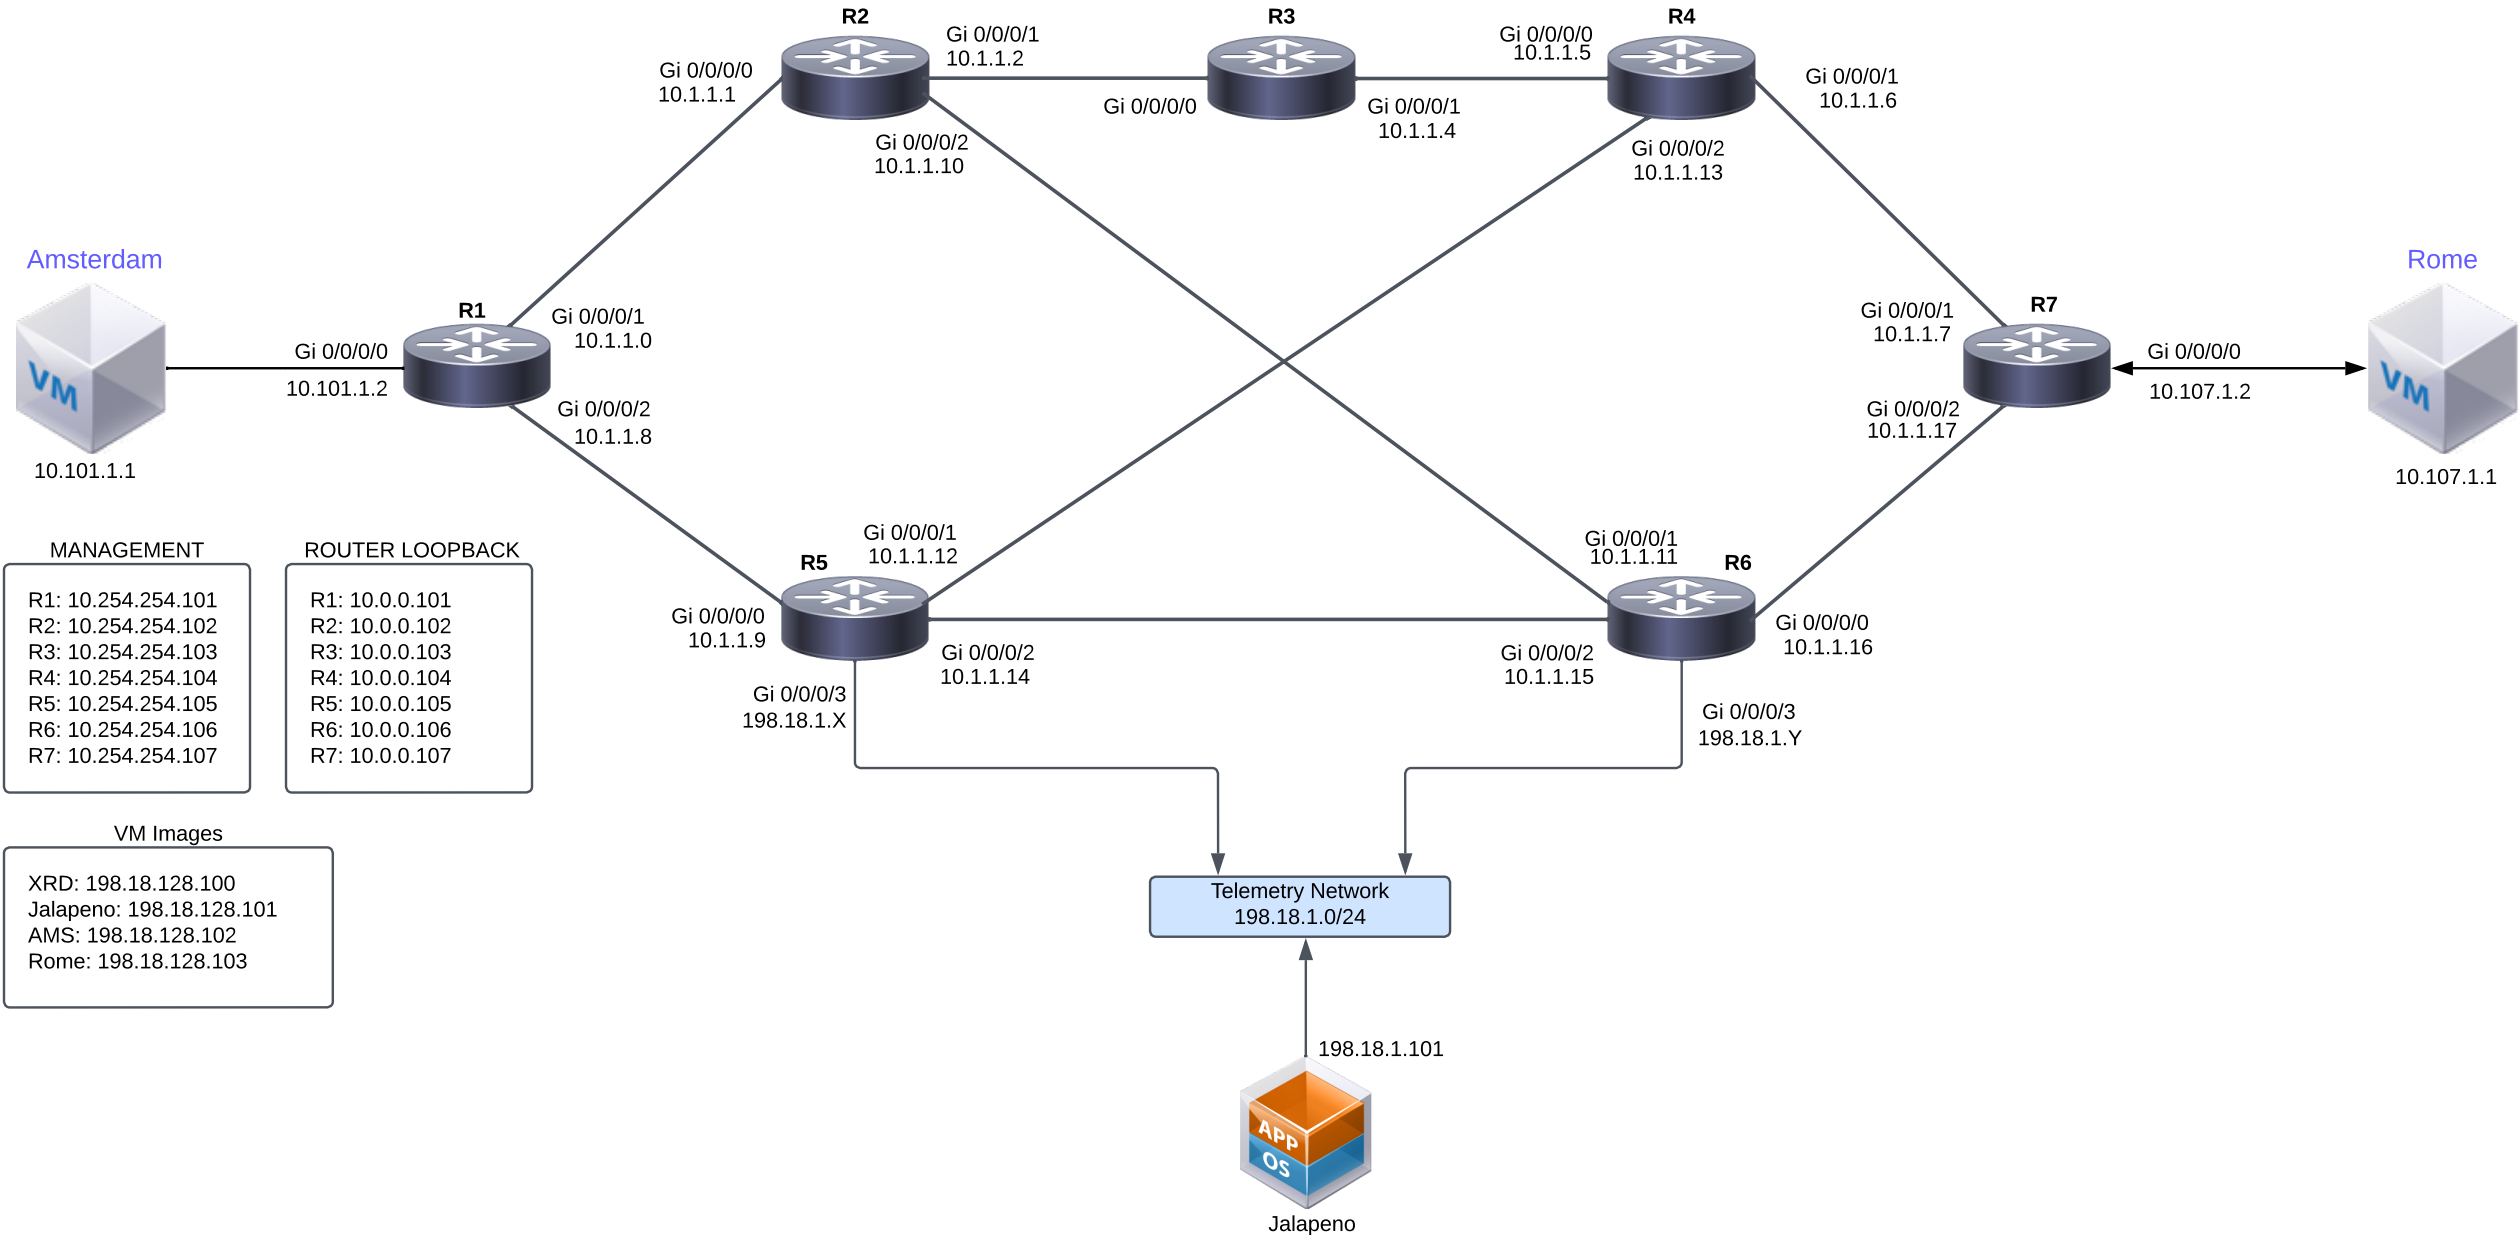 R2
R3
R4
Gi 0/0/0/1
10.1.1.2
Gi 0/0/0/0
10.1.1.5
Gi 0/0/0/0
10.1.1.1
Gi 0/0/0/1
10.1.1.6
Gi 0/0/0/0
Gi 0/0/0/1
10.1.1.4
Gi 0/0/0/2
10.1.1.10
Gi 0/0/0/2
10.1.1.13
Amsterdam
Rome
R1
R7
Gi 0/0/0/1
10.1.1.0
Gi 0/0/0/1
10.1.1.7
Gi 0/0/0/0
10.101.1.2
Gi 0/0/0/0
10.107.1.2
VM
VM
Gi 0/0/0/2
10.1.1.8
Gi 0/0/0/2
10.1.1.17
10.101.1.1
10.107.1.1
Gi 0/0/0/1
10.1.1.12
Gi 0/0/0/1
10.1.1.11
R5
R6
Gi 0/0/0/0
10.1.1.9
Gi 0/0/0/2
10.1.1.14
Gi 0/0/0/2
10.1.1.15
Gi 0/0/0/0
10.1.1.16
Gi 0/0/0/3
198.18.1.X
Gi 0/0/0/3
198.18.1.Y
MANAGEMENT
R1: 10.254.254.101
R2: 10.254.254.102
R3: 10.254.254.103
R4: 10.254.254.104
R5: 10.254.254.105
R6: 10.254.254.106
R7: 10.254.254.107
ROUTER LOOPBACK
R1: 10.0.0.101
R2: 10.0.0.102
R3: 10.0.0.103
R4: 10.0.0.104
R5: 10.0.0.105
R6: 10.0.0.106
R7: 10.0.0.107
VM Images
XRD: 198.18.128.100
Jalapeno: 198.18.128.101
AMS: 198.18.128.102
Rome: 198.18.128.103
Telemetry Network
198.18.1.0/24
198.18.1.101
APP
OS
Jalapeno